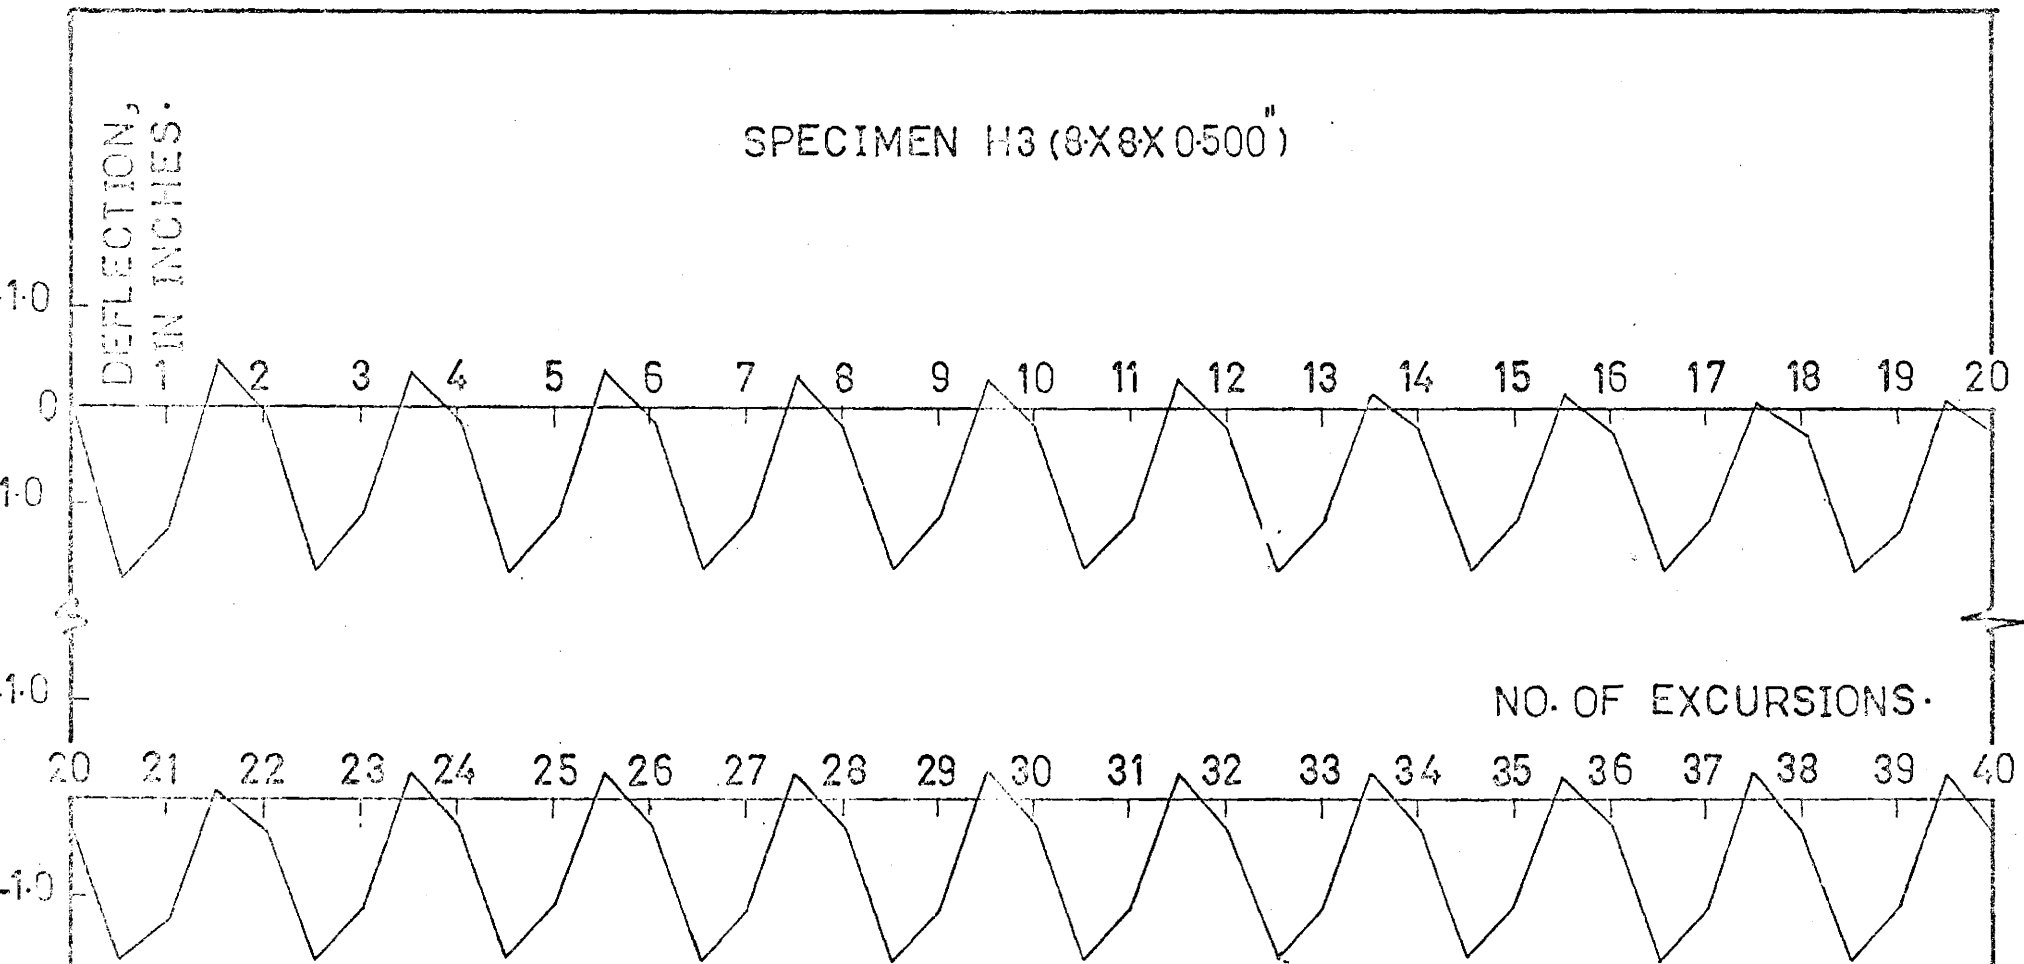 DEFLECTION,
IN INCHES.
SPECIMEN H3 (8·X8·X0·500")
1·0
1 2 3 4 5 6 7 8 9 10 11 12 13 14 15 16 17 18 19 20
0
1·0
1·0
NO. OF EXCURSIONS.
20 21 22 23 24 25 26 27 28 29 30 31 32 33 34 35 36 37 38 39 40
-1·0